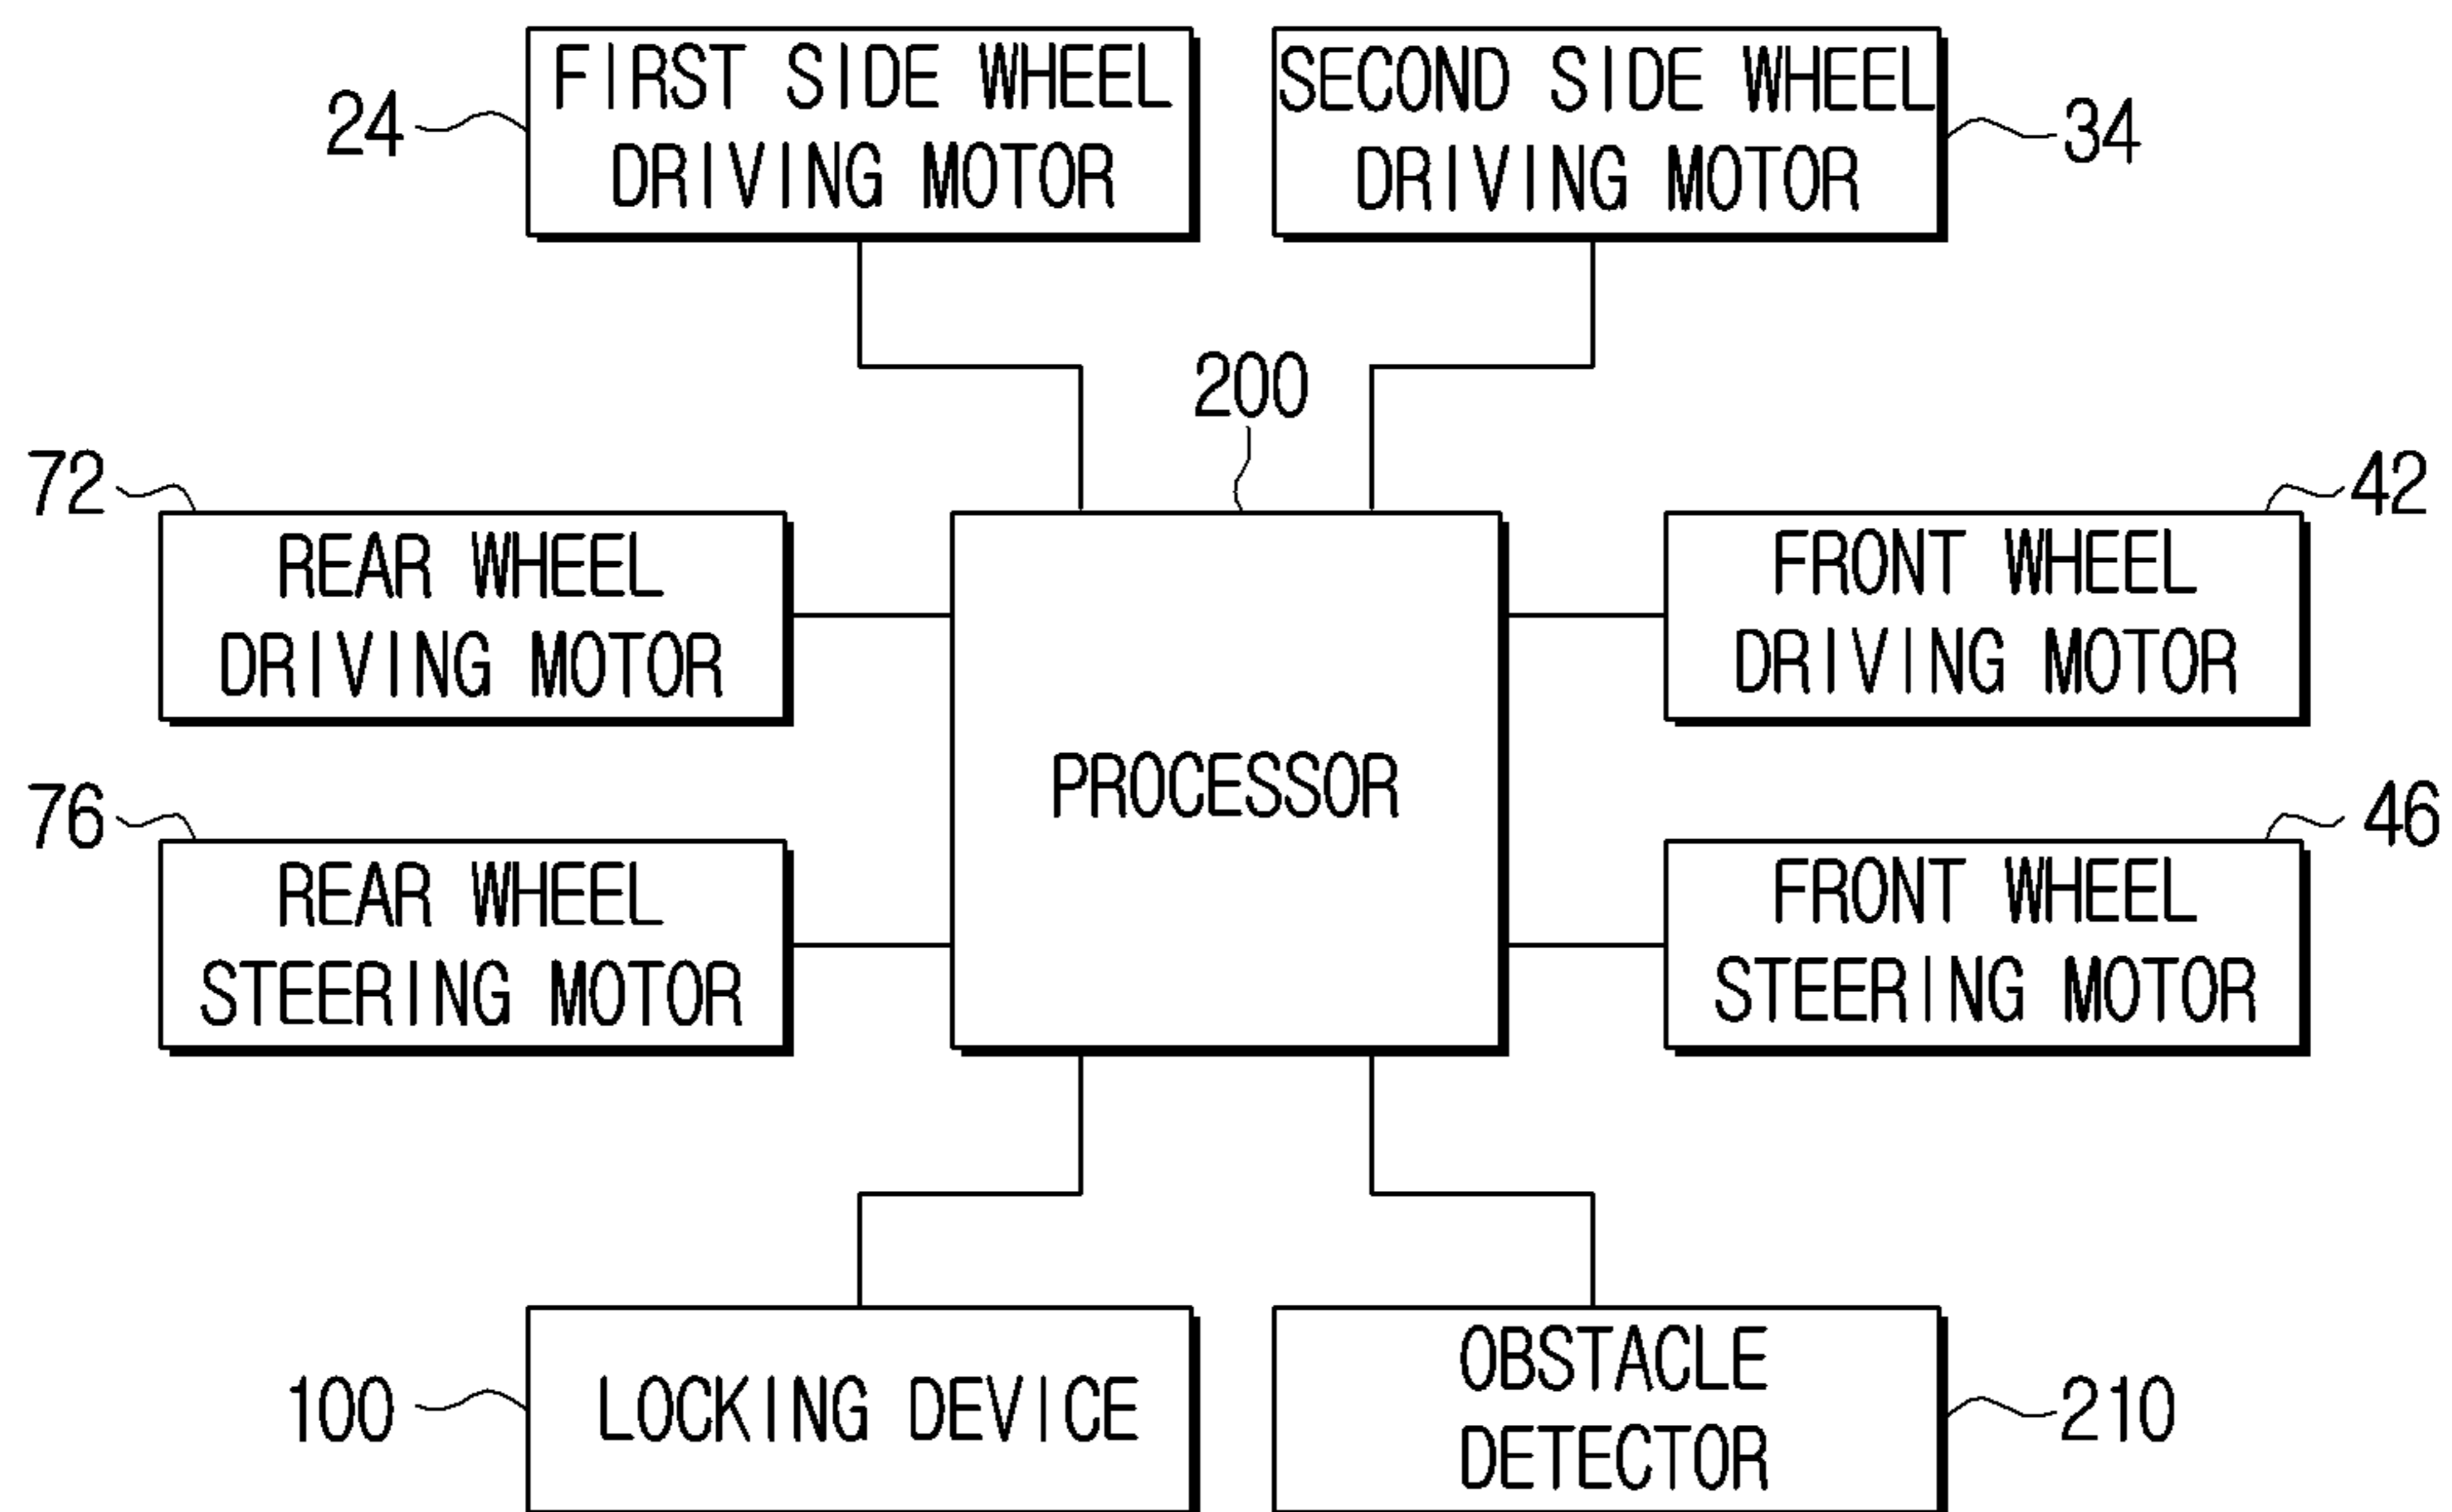 FIRST SIDE WHEEL
DRIVING MOTOR
24
SECOND SIDE WHEEL
DRIVING MOTOR
34
200
72
REAR WHEEL
DRIVING MOTOR
42
FRONT WHEEL
DRIVING MOTOR
PROCESSOR
76
REAR WHEEL
STEERING MOTOR
46
FRONT WHEEL
STEERING MOTOR
100
LOCKING DEVICE
OBSTACLE
DETECTOR
210